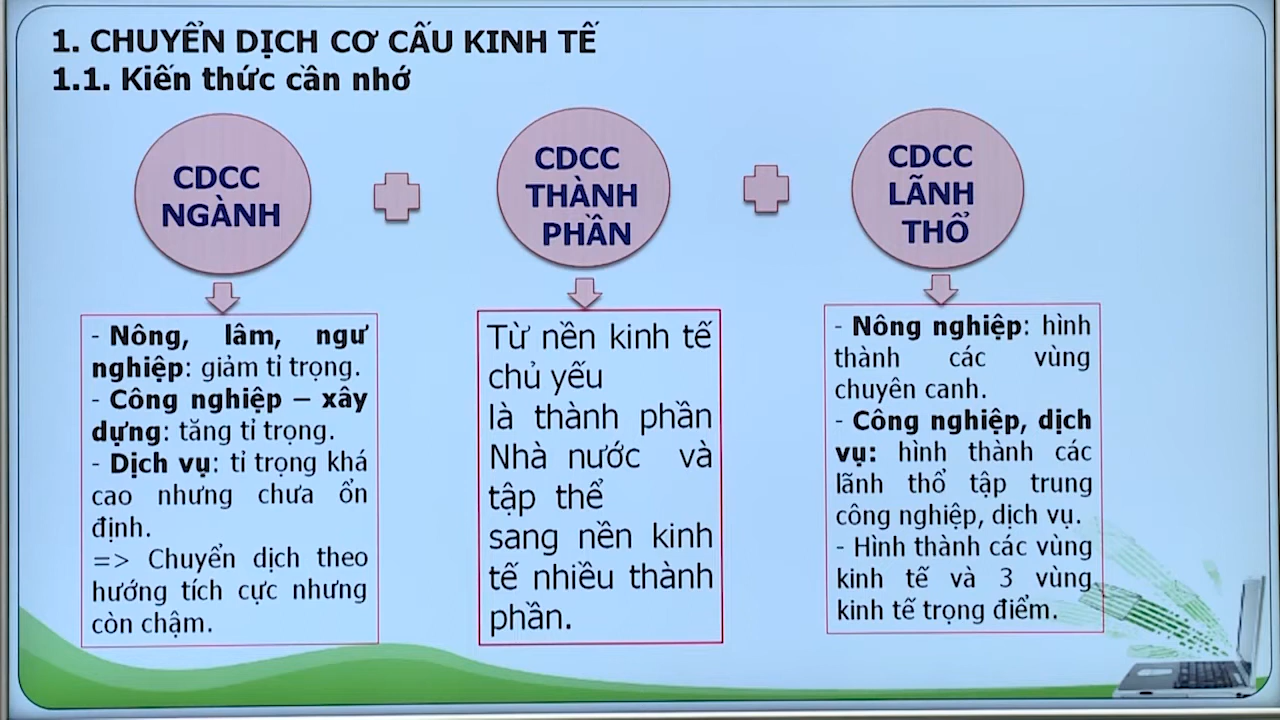 1. CHUYỂN DỊCH CƠ CẤU KINH TẾ
1.1. Kiến thức cần nhớ
CDCC
NGÀNH
CDCC
THÀNH
PHẦN
CDCC
LÃNH
THỔ
- Nông, lâm, ngư
nghiệp: giảm tỉ trọng.
- Công nghiệp – xây
dựng: tăng tỉ trọng.
- Dịch vụ: tỉ trọng khá
cao nhưng chưa ổn
định.
=> Chuyển dịch theo
hướng tích cực nhưng
còn chậm.
Từ nền kinh tế
chủ yếu
là thành phần
Nhà nước và
tập thể
sang nền kinh
tế nhiều thành
phần.
- Nông nghiệp: hình
thành các vùng
chuyên canh.
- Công nghiệp, dịch
vụ: hình thành các
lãnh thổ tập trung
công nghiệp, dịch vụ.
- Hình thành các vùng
kinh tế và 3 vùng
kinh tế trọng điểm.